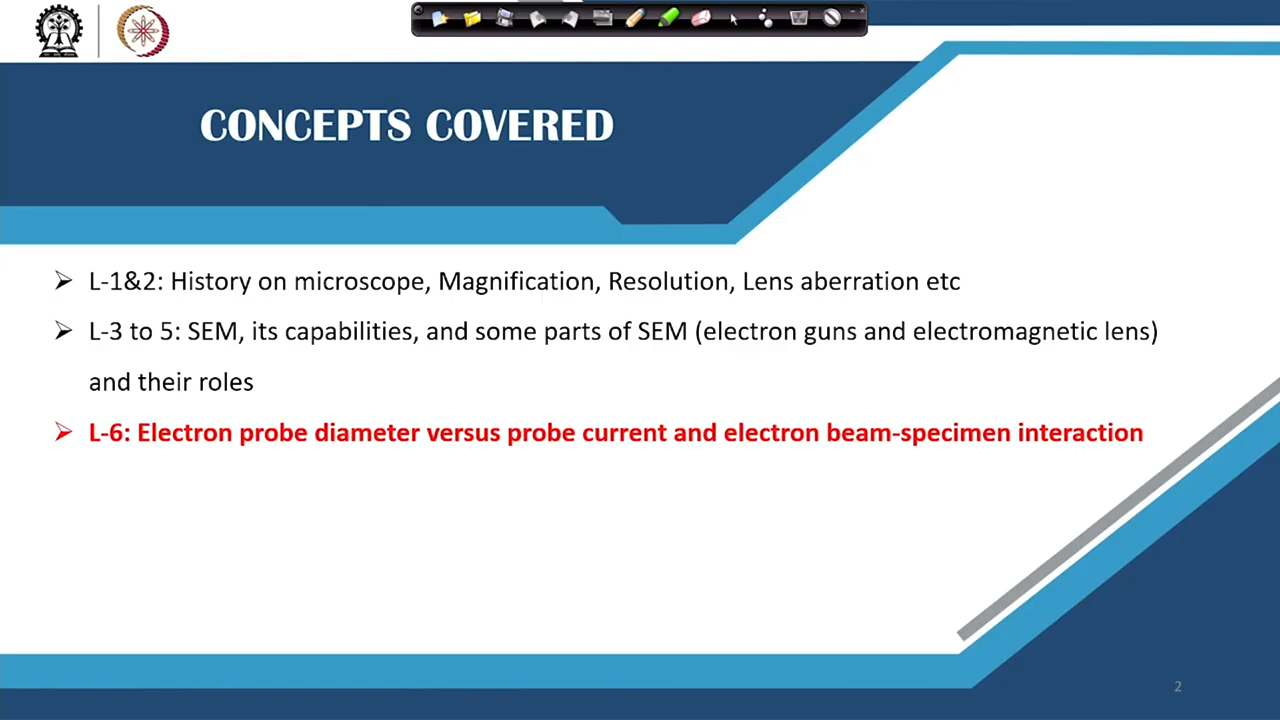 CONCEPTS COVERED
L-1&2: History on microscope, Magnification, Resolution, Lens aberration etc
L-3 to 5: SEM, its capabilities, and some parts of SEM (electron guns and electromagnetic lens)
and their roles
L-6: Electron probe diameter versus probe current and electron beam-specimen interaction
2